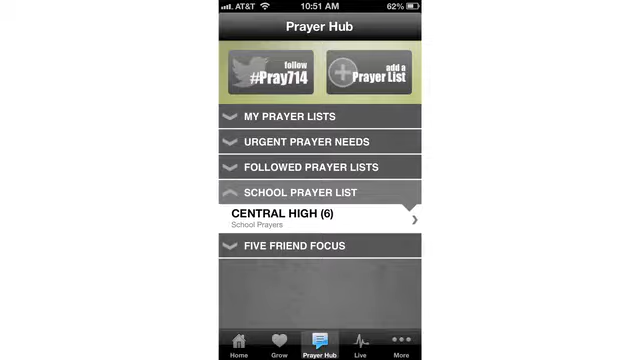 AT&T 10:51 AM 62%
Prayer Hub
follow
#Pray714
add a
Prayer List
MY PRAYER LISTS
URGENT PRAYER NEEDS
FOLLOWED PRAYER LISTS
SCHOOL PRAYER LIST
CENTRAL HIGH (6)
School Prayers
FIVE FRIEND FOCUS
Home Grow Prayer Hub Live More